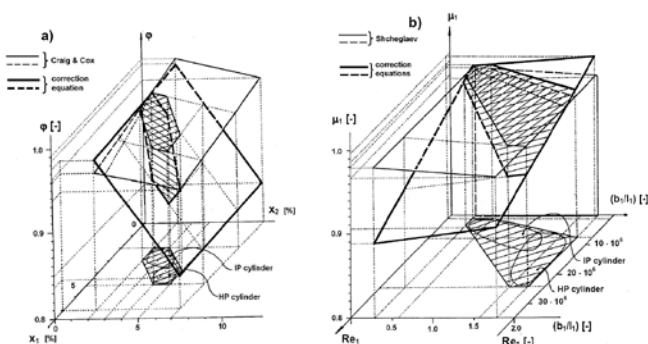 a)
φ
Craig & Cox
correction
equation
φ [-]
1.0
0.9
0.8
X₂ [%]
0
5
IP cylinder
HP cylinder
0
5
10
X₁ [%]
b)
μ₁
Shcheglaev
correction
equations
μ₁ [-]
1.0
0.9
0.8
(b₁/l₁) [-]
10 · 10⁶
20 · 10⁶
30 · 10⁶
IP cylinder
HP cylinder
0.5
1.0
1.5
2.0
(b₁/l₁) [-]
Re₁
Re₁ [-]